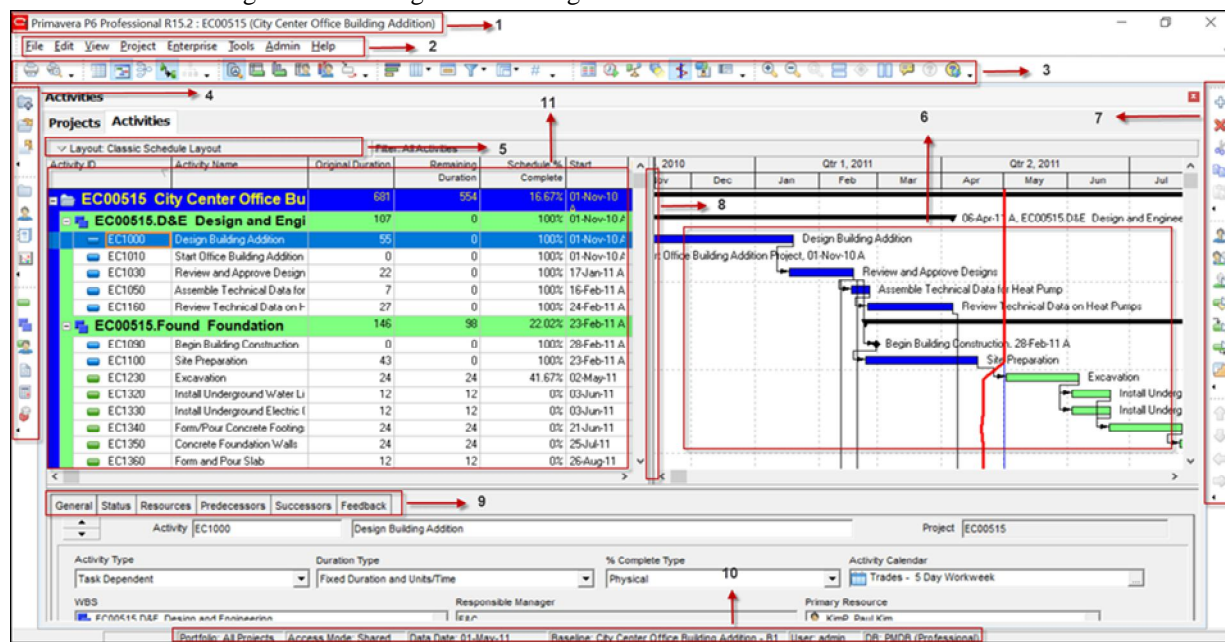 Primavera P6 Professional R15.2 : EC00515 (City Center Office Building Addition)
1
File Edit View Project Enterprise Tools Admin Help
2
3
4
Activities
11
6
7
Projects Activities
Layout: Classic Schedule Layout
Filter: All Activities
5
Activity ID Activity Name Original Duration Remaining Duration Schedule % Complete Start
2010 Qtr 1, 2011 Qtr 2, 2011
Dec Jan Feb Mar Apr May Jun Jul
8
EC00515 City Center Office Bu 681 554 16.67% 01-Nov-10
EC00515.D&E Design and Engi 107 0 100% 01-Nov-10 A
06-Apr-11 A, EC00515.D&E Design and Enginee
EC1000 Design Building Addition 55 0 100% 01-Nov-10 A
Design Building Addition
EC1010 Start Office Building Addition 0 0 100% 01-Nov-10 A
Office Building Addition Project, 01-Nov-10 A
EC1030 Review and Approve Design 22 0 100% 17-Jan-11 A
Review and Approve Designs
EC1050 Assemble Technical Data for 7 0 100% 16-Feb-11 A
Assemble Technical Data for Heat Pump
EC1160 Review Technical Data on H 27 0 100% 24-Feb-11 A
Review Technical Data on Heat Pumps
EC00515.Found Foundation 146 98 22.02% 23-Feb-11 A
EC1090 Begin Building Construction 0 0 100% 28-Feb-11 A
Begin Building Construction, 28-Feb-11 A
EC1100 Site Preparation 43 0 100% 23-Feb-11 A
Site Preparation
EC1230 Excavation 24 24 41.67% 02-May-11
Excavation
EC1320 Install Underground Water Li 12 12 0% 03-Jun-11
Install Underg
EC1330 Install Underground Electric ( 12 12 0% 03-Jun-11
Install Underg
EC1340 Form/Pour Concrete Footing 24 24 0% 21-Jun-11
EC1350 Concrete Foundation Walls 24 24 0% 25-Jul-11
EC1360 Form and Pour Slab 12 12 0% 26-Aug-11
General Status Resources Predecessors Successors Feedback
9
Activity EC1000 Design Building Addition Project EC00515
Activity Type Duration Type % Complete Type Activity Calendar
Task Dependent Fixed Duration and Units/Time Physical Trades - 5 Day Workweek
10
WBS Responsible Manager Primary Resource
EC00515.D&E Design and Engineering E&C KimP. Paul Kim
Portfolio: All Projects Access Mode: Shared Data Date: 01-May-11 Baseline: City Center Office Building Addition - B1 User: admin DB: PMDB (Professional)